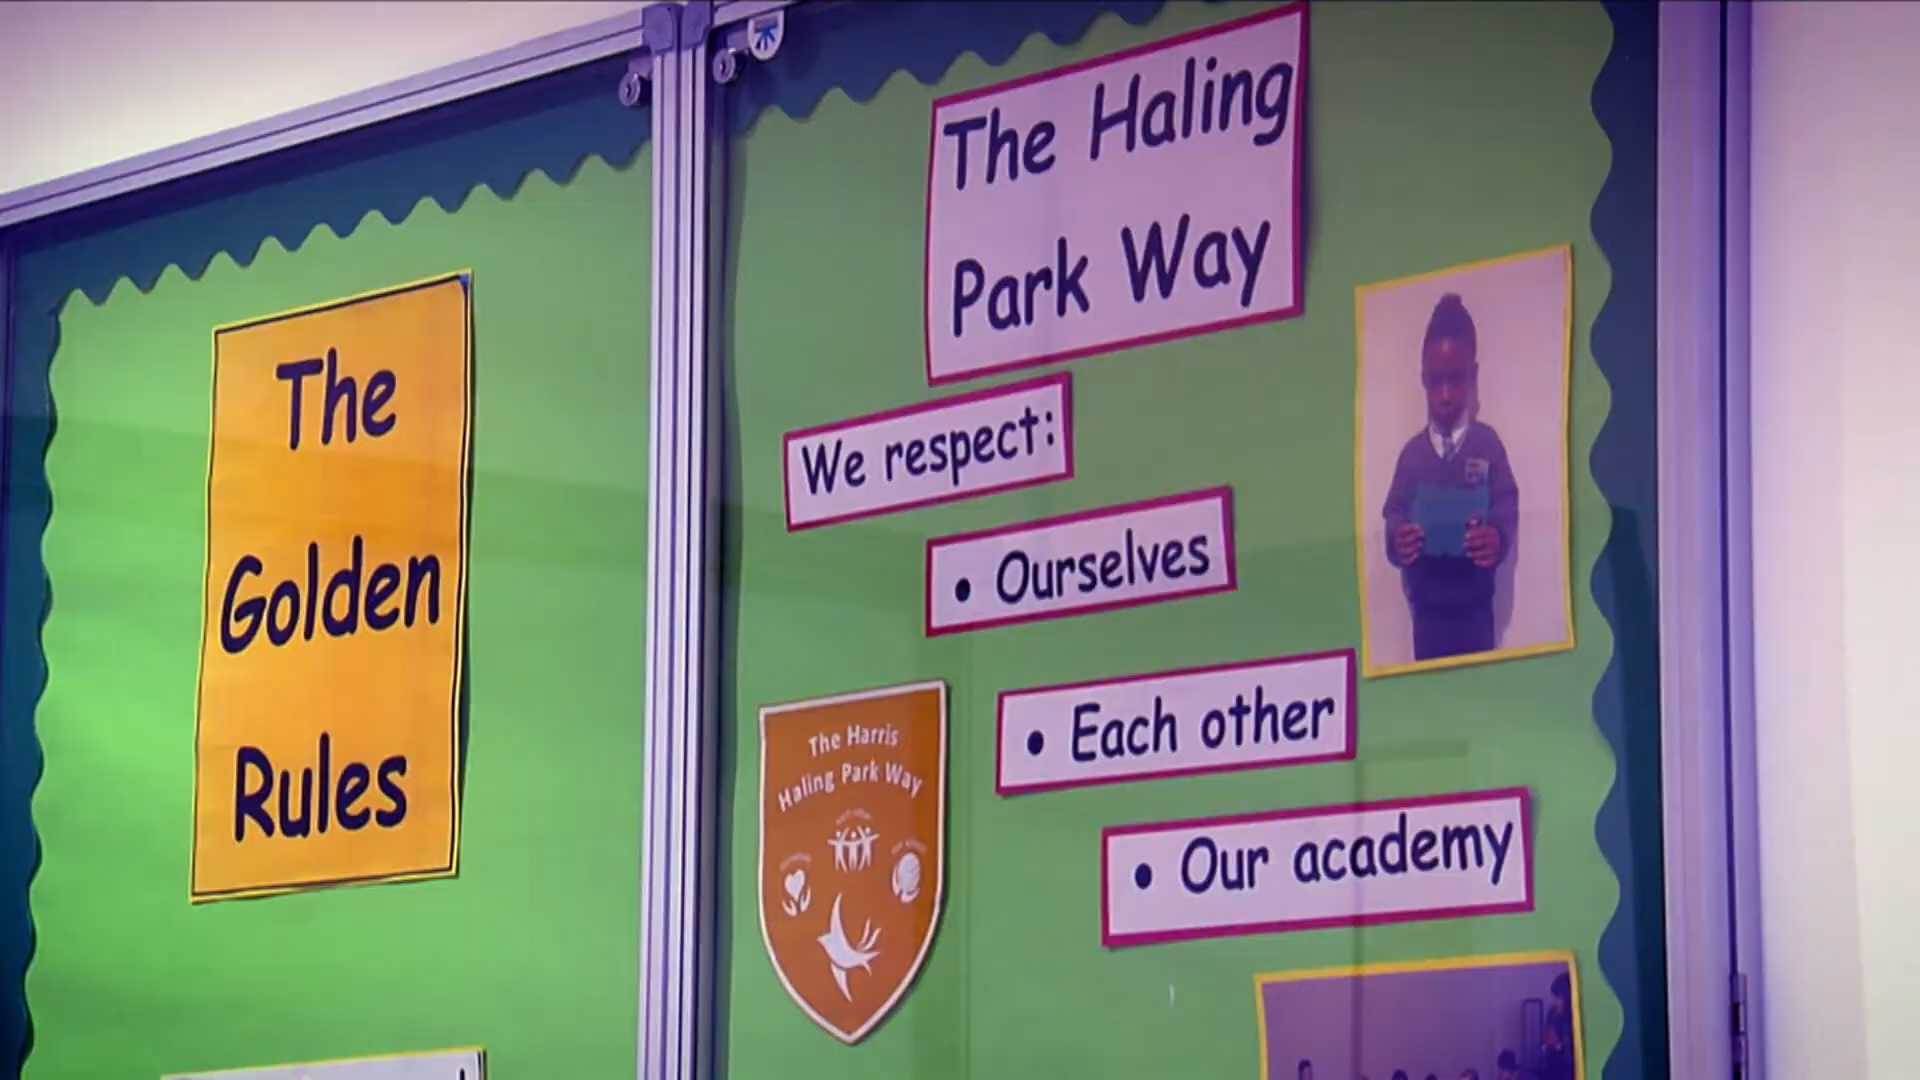 The
Golden
Rules
The Haling
Park Way
We respect:
• Ourselves
• Each other
• Our academy
The Harris
Haling Park Way